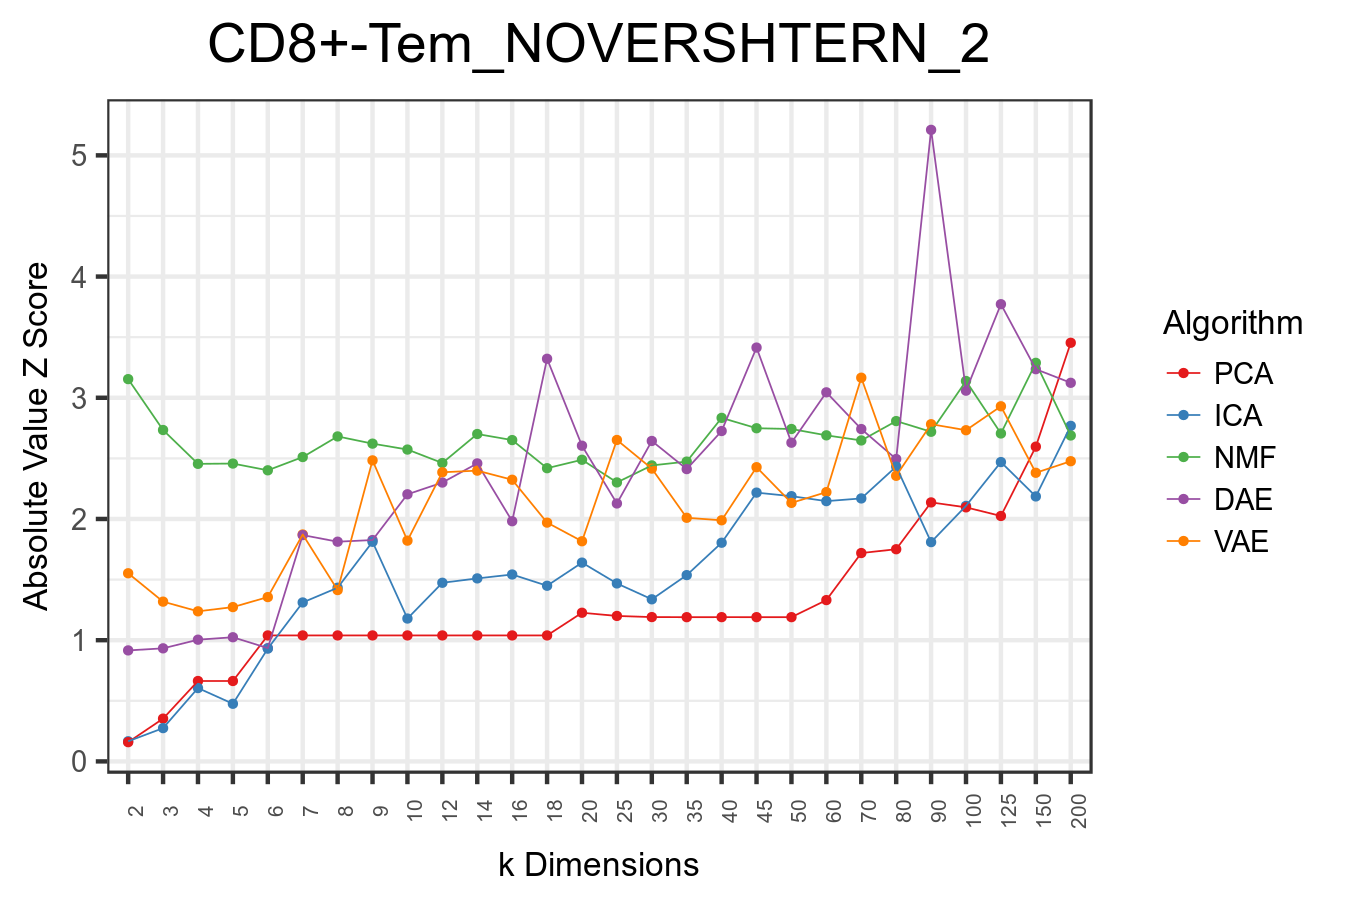 CD8+-Tem_NOVERSHTERN_2
Absolute Value Z Score
5
4
3
2
1
0
2 3 4 5 6 7 8 9 10 12 14 16 18 20 25 30 35 40 45 50 60 70 80 90 100 125 150 200
k Dimensions
Algorithm
PCA
ICA
NMF
DAE
VAE